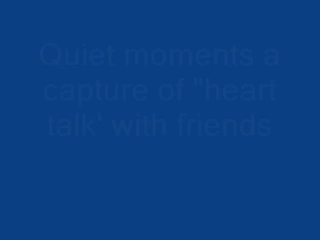 Quiet moments a
capture of "heart
talk' with friends